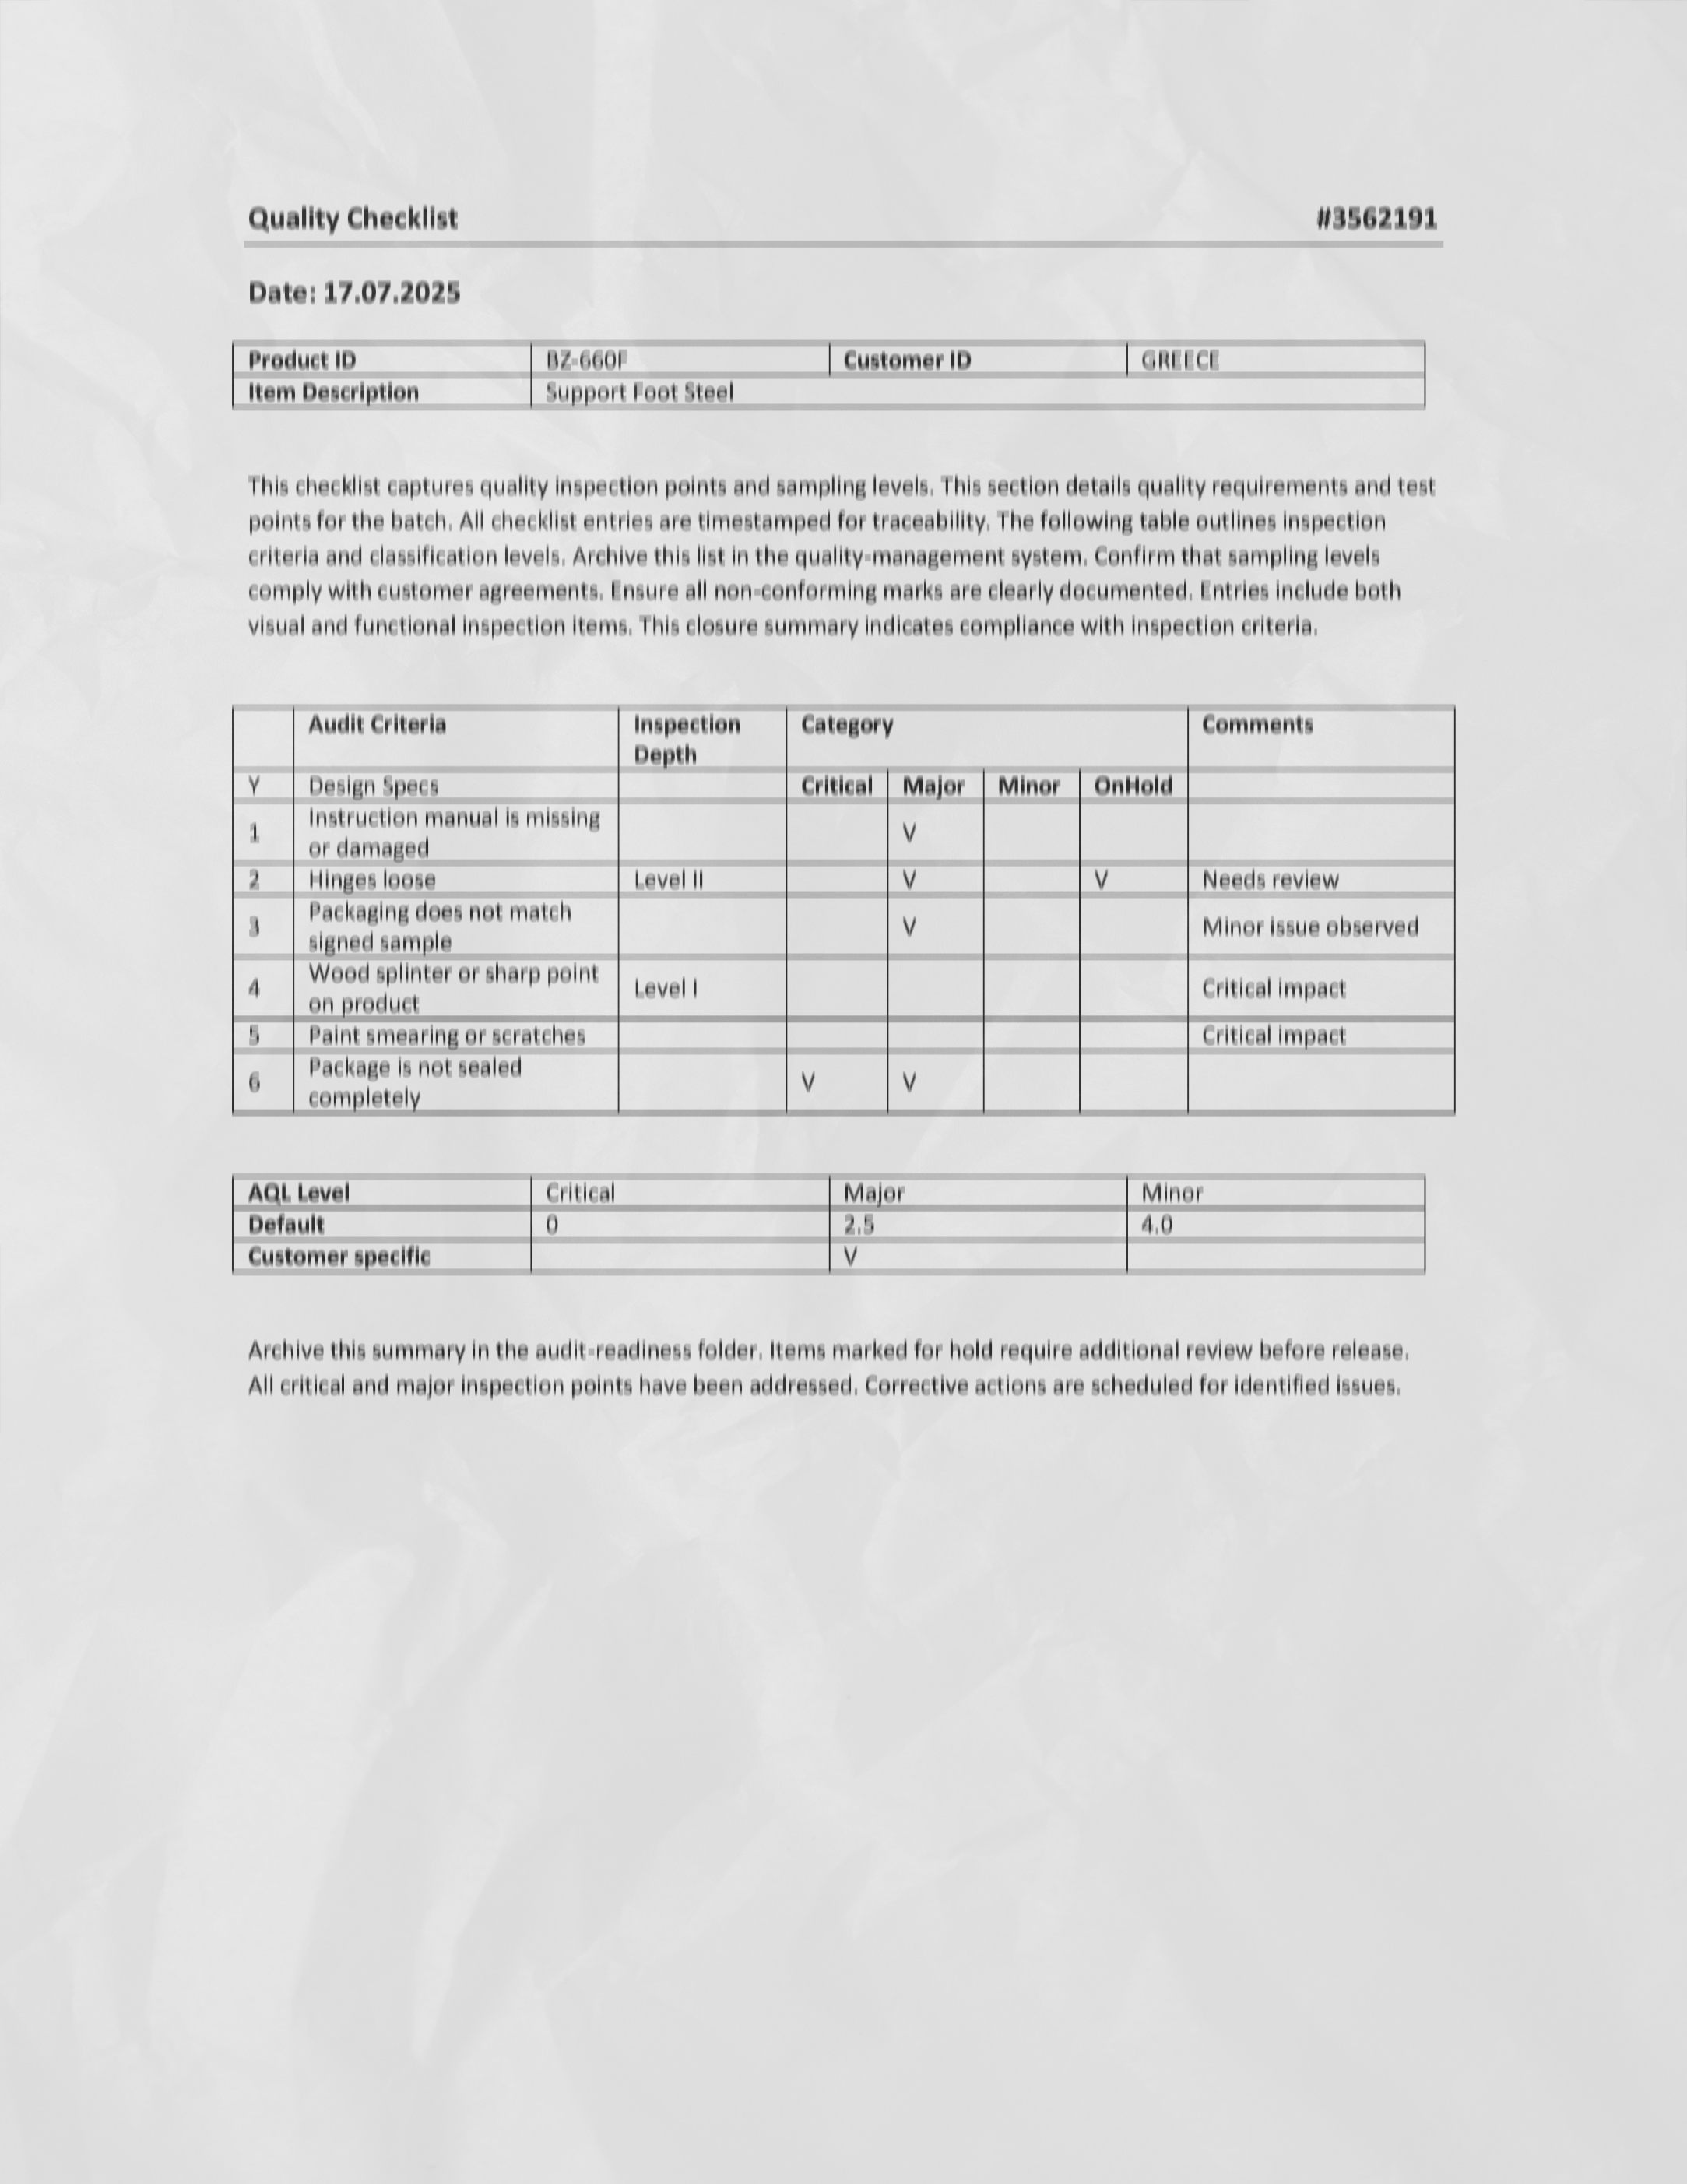 Quality Checklist #3562191
Date: 17.07.2025
Product ID BZ-660F Customer ID GREECE
Item Description Support Foot Steel
This checklist captures quality inspection points and sampling levels. This section details quality requirements and test
points for the batch. All checklist entries are timestamped for traceability. The following table outlines inspection
criteria and classification levels. Archive this list in the quality-management system. Confirm that sampling levels
comply with customer agreements. Ensure all non-conforming marks are clearly documented. Entries include both
visual and functional inspection items. This closure summary indicates compliance with inspection criteria.
Audit Criteria Inspection Depth Category Comments
Y Design Specs Critical Major Minor OnHold
1 Instruction manual is missing or damaged V
2 Hinges loose Level II V V Needs review
3 Packaging does not match signed sample V Minor issue observed
4 Wood splinter or sharp point on product Level I Critical impact
5 Paint smearing or scratches Critical impact
6 Package is not sealed completely V V
AQL Level Critical Major Minor
Default 0 2.5 4.0
Customer specific V
Archive this summary in the audit-readiness folder. Items marked for hold require additional review before release.
All critical and major inspection points have been addressed. Corrective actions are scheduled for identified issues.